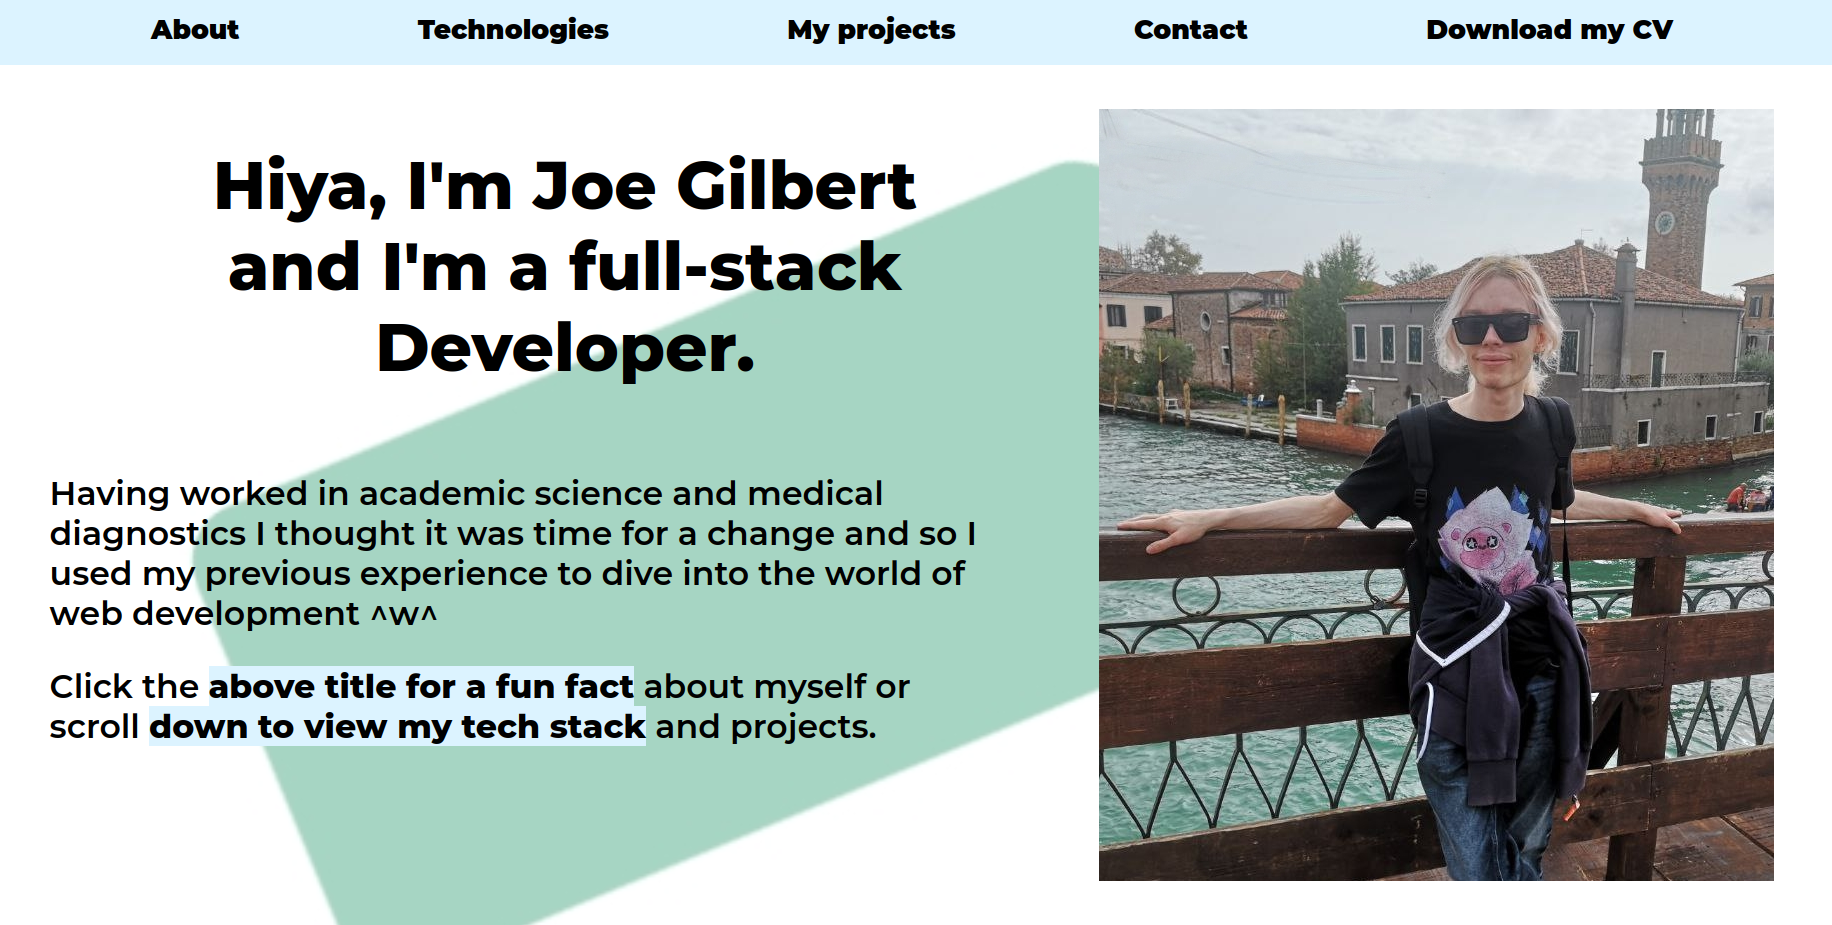 About Technologies My projects Contact Download my CV
Hiya, I'm Joe Gilbert
and I'm a full-stack
Developer.
Having worked in academic science and medical
diagnostics I thought it was time for a change and so I
used my previous experience to dive into the world of
web development ^w^
Click the above title for a fun fact about myself or
scroll down to view my tech stack and projects.